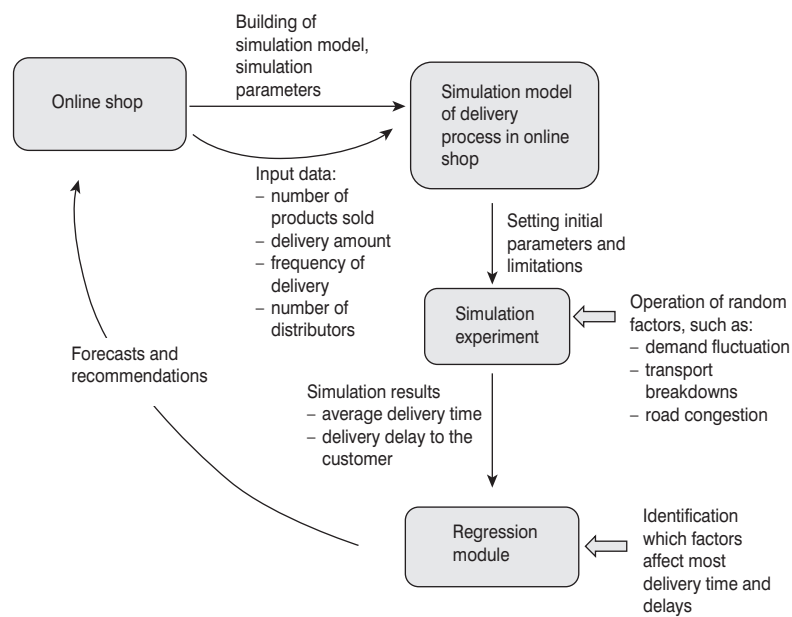 Building of
simulation model,
simulation
parameters
Online shop
Simulation model
of delivery
process in online
shop
Input data:
– number of
products sold
– delivery amount
– frequency of
delivery
– number of
distributors
Setting initial
parameters and
limitations
Simulation
experiment
Operation of random
factors, such as:
– demand fluctuation
– transport
breakdowns
– road congestion
Forecasts and
recommendations
Simulation results
– average delivery time
– delivery delay to the
customer
Regression
module
Identification
which factors
affect most
delivery time and
delays